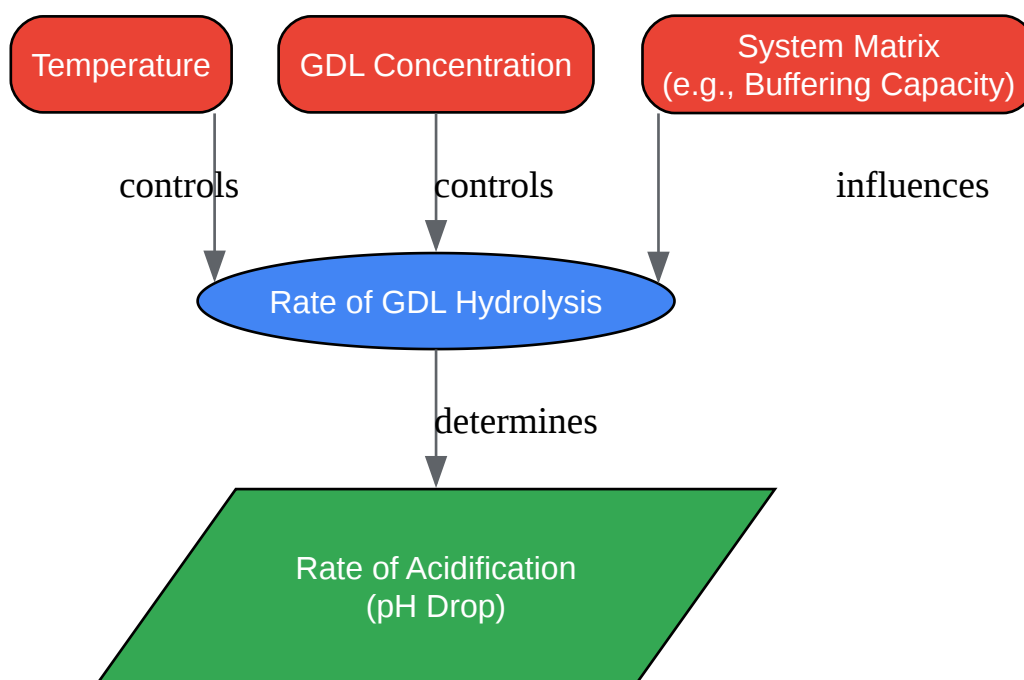 Temperature
GDL Concentration
System Matrix
(e.g., Buffering Capacity)
controls
controls
influences
Rate of GDL Hydrolysis
determines
Rate of Acidification
(pH Drop)